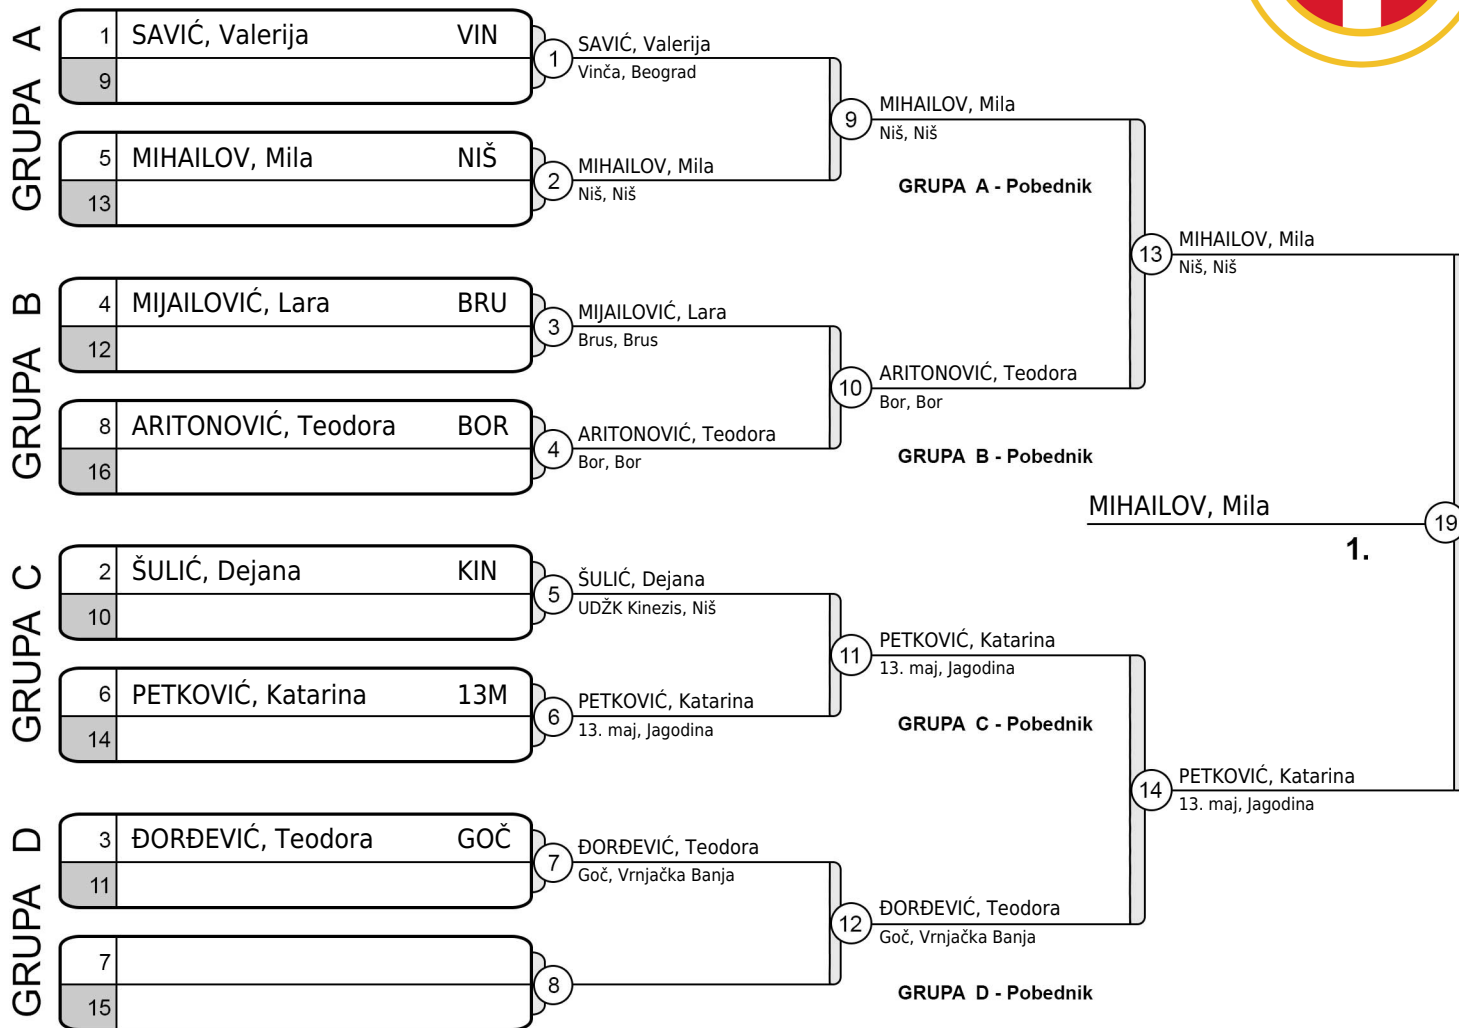 GRUPA A
1 SAVIĆ, Valerija VIN
9
5 MIHAILOV, Mila NIŠ
13
GRUPA B
4 MIJAILOVIĆ, Lara BRU
12
8 ARITONOVIĆ, Teodora BOR
16
GRUPA C
2 ŠULIĆ, Dejana KIN
10
6 PETKOVIĆ, Katarina 13M
14
GRUPA D
3 ĐORĐEVIĆ, Teodora GOČ
11
7
15
1 SAVIĆ, Valerija
Vinča, Beograd
2 MIHAILOV, Mila
Niš, Niš
3 MIJAILOVIĆ, Lara
Brus, Brus
4 ARITONOVIĆ, Teodora
Bor, Bor
5 ŠULIĆ, Dejana
UDŽK Kinezis, Niš
6 PETKOVIĆ, Katarina
13. maj, Jagodina
7 ĐORĐEVIĆ, Teodora
Goč, Vrnjačka Banja
8
9 MIHAILOV, Mila
Niš, Niš
GRUPA A - Pobednik
10 ARITONOVIĆ, Teodora
Bor, Bor
GRUPA B - Pobednik
11 PETKOVIĆ, Katarina
13. maj, Jagodina
GRUPA C - Pobednik
12 ĐORĐEVIĆ, Teodora
Goč, Vrnjačka Banja
GRUPA D - Pobednik
13 MIHAILOV, Mila
Niš, Niš
14 PETKOVIĆ, Katarina
13. maj, Jagodina
MIHAILOV, Mila 19
1.